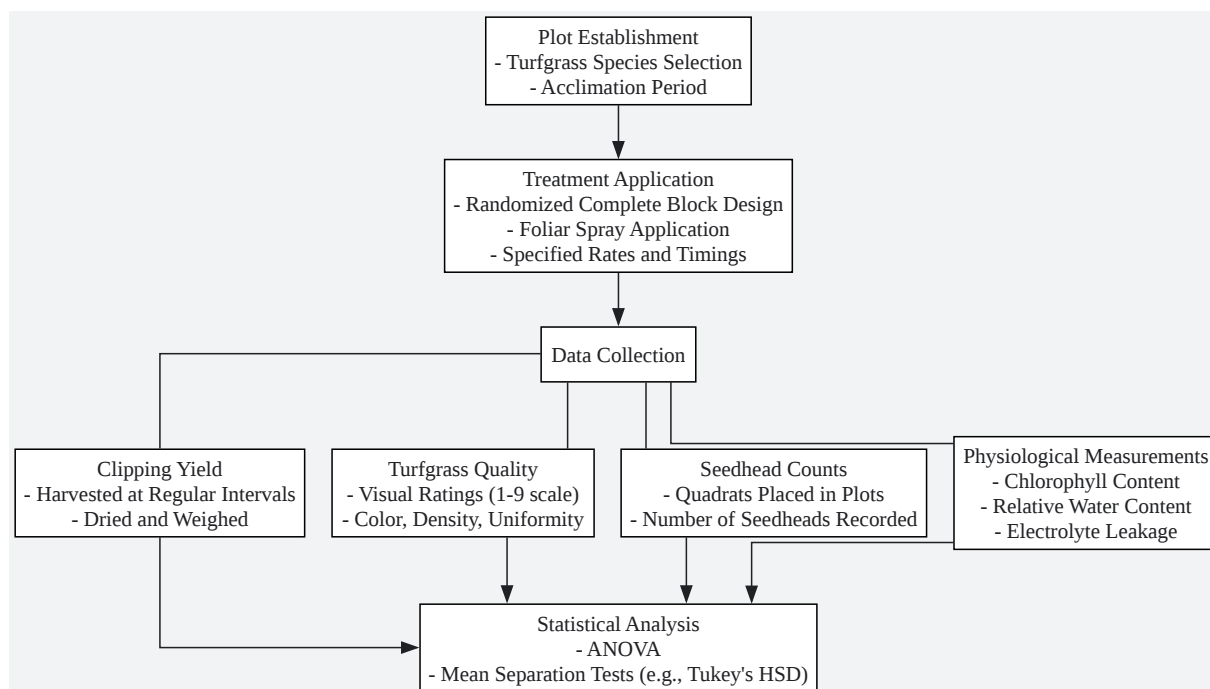 Plot Establishment
- Turfgrass Species Selection
- Acclimation Period
Treatment Application
- Randomized Complete Block Design
- Foliar Spray Application
- Specified Rates and Timings
Data Collection
Clipping Yield
- Harvested at Regular Intervals
- Dried and Weighed
Turfgrass Quality
- Visual Ratings (1-9 scale)
- Color, Density, Uniformity
Seedhead Counts
- Quadrats Placed in Plots
- Number of Seedheads Recorded
Physiological Measurements
- Chlorophyll Content
- Relative Water Content
- Electrolyte Leakage
Statistical Analysis
- ANOVA
- Mean Separation Tests (e.g., Tukey's HSD)